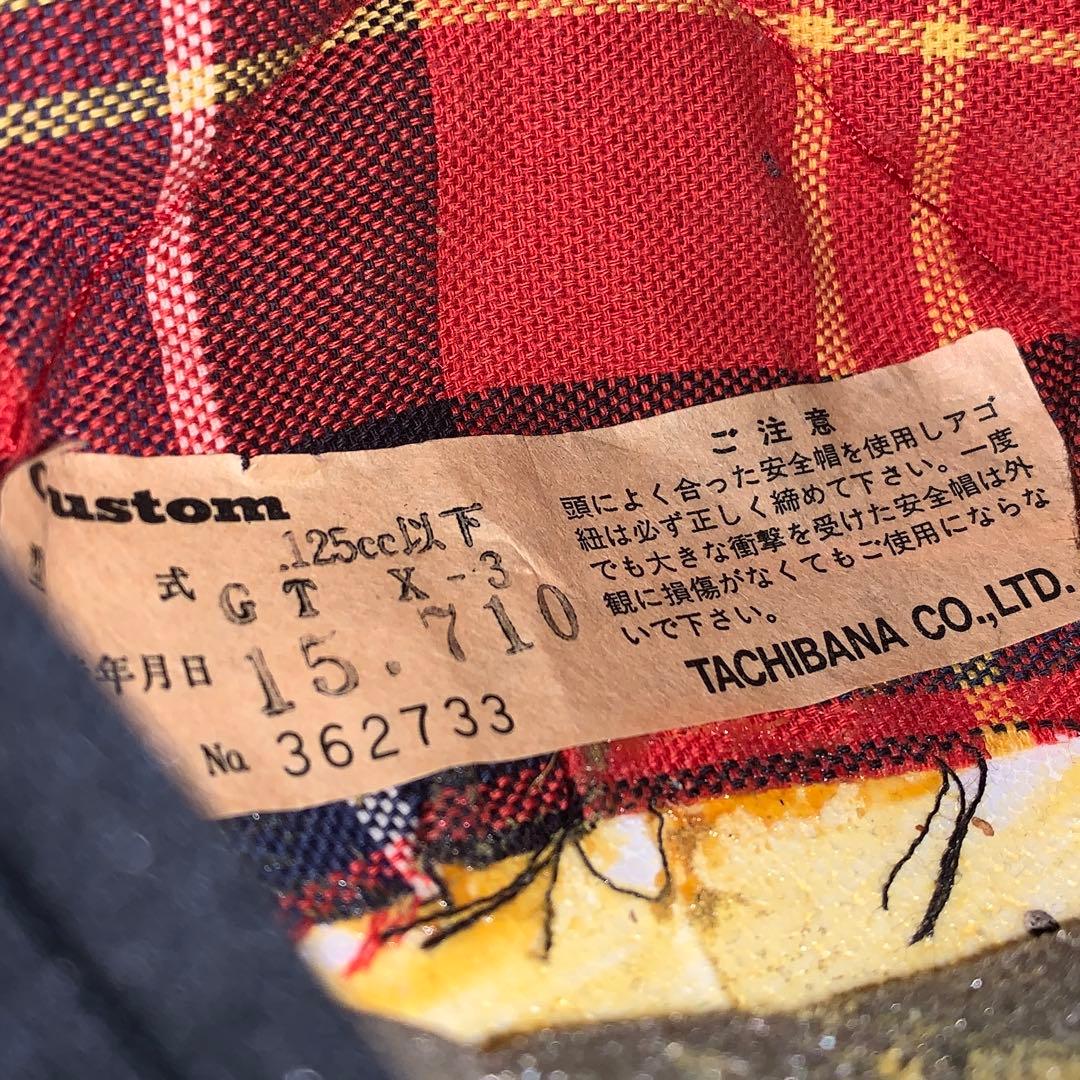 Custom
125cc以下
式 GT X-3
年月日 15.710
No 362733
ご注意
頭によく合った安全帽を使用しアゴ
紐は必ず正しく締めて下さい。一度
でも大きな衝撃を受けた安全帽は外
観に損傷がなくてもご使用にならな
いで下さい。
TACHIBANA CO.,LTD.